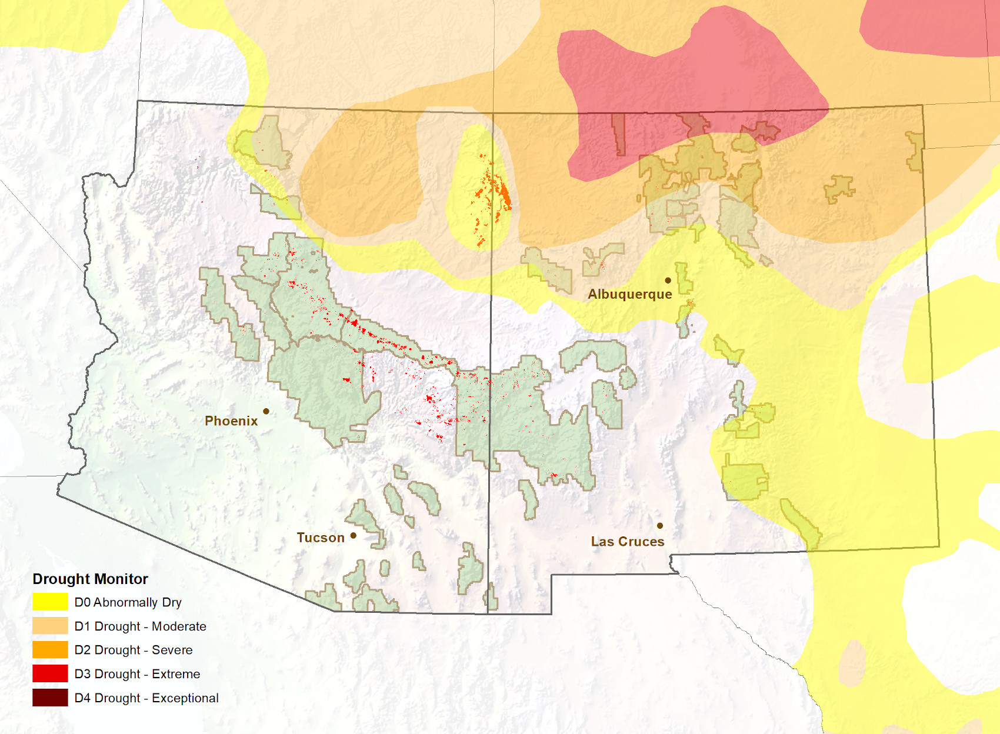 Albuquerque
Phoenix
Tucson
Las Cruces
Drought Monitor
D0 Abnormally Dry
D1 Drought - Moderate
D2 Drought - Severe
D3 Drought - Extreme
D4 Drought - Exceptional